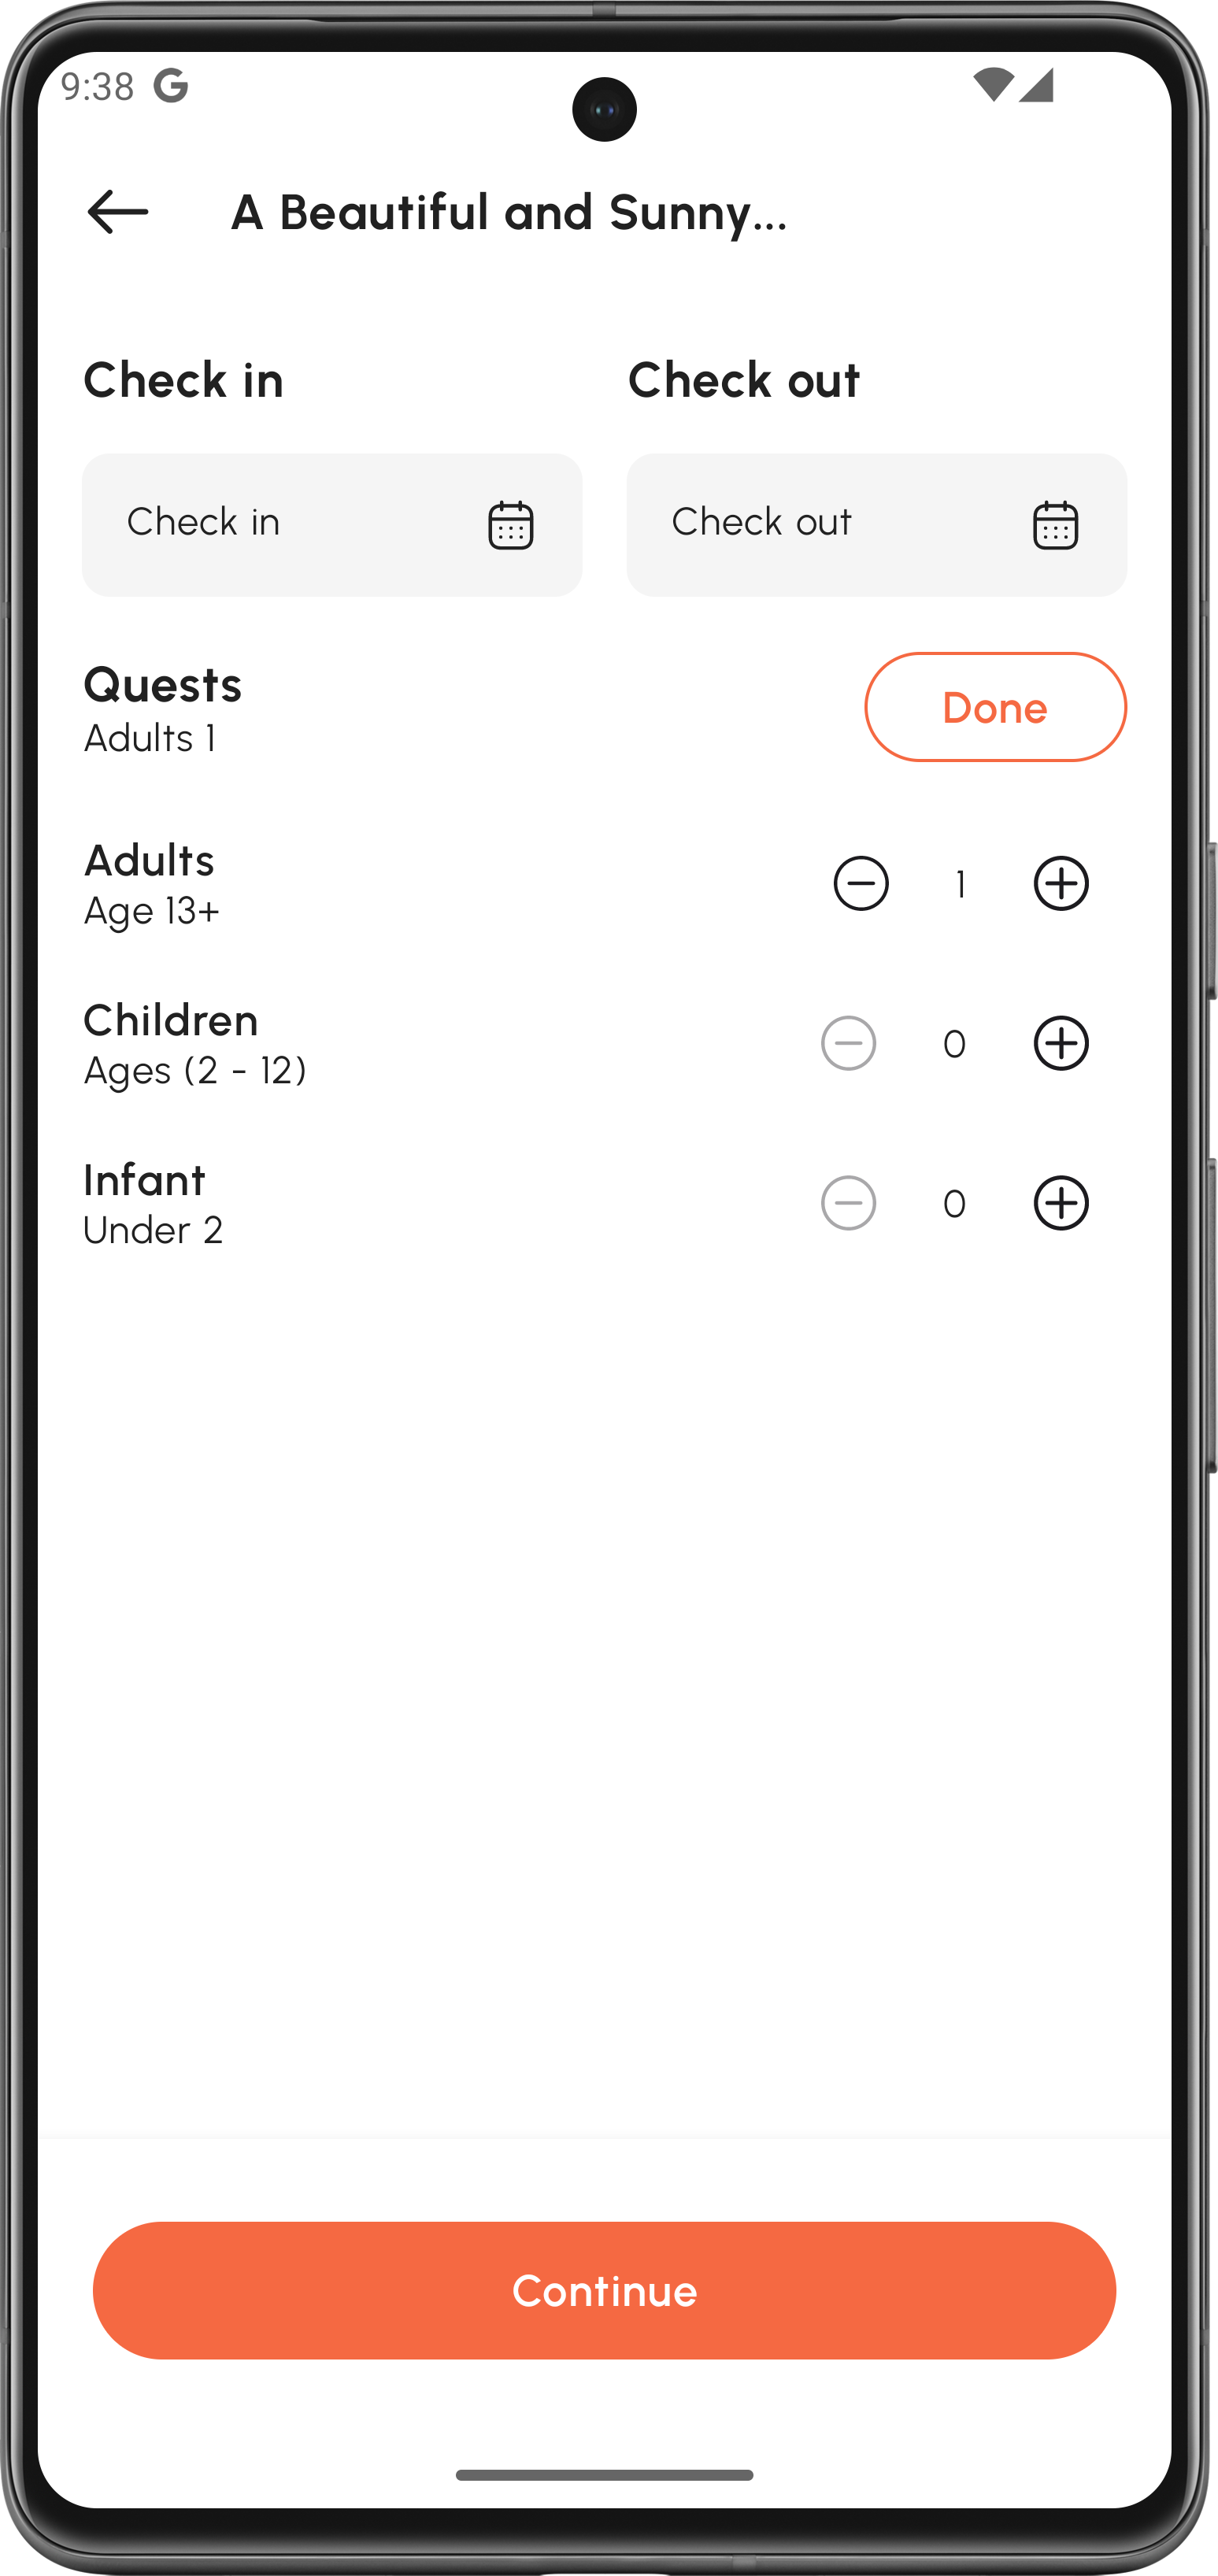 9:38 G
A Beautiful and Sunny...
Check in Check out
Check in Check out
Quests
Adults 1
Done
Adults
Age 13+
1
Children
Ages (2 - 12)
0
Infant
Under 2
0
Continue